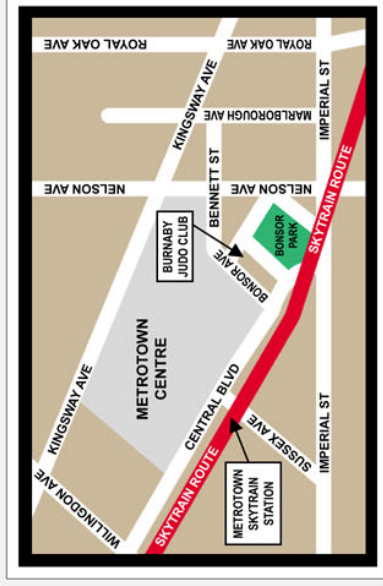 ROYAL OAK AVE
ROYAL OAK AVE
KINGSWAY AVE
MARLBOROUGH AVE
IMPERIAL ST
NELSON AVE
BENNETT ST
NELSON AVE
SKYTRAIN ROUTE
BURNABY
JUDO CLUB
BONSOR
PARK
BONSOR AVE
METROTOWN
CENTRE
KINGSWAY AVE
CENTRAL BLVD
WILLINGDON AVE
SKYTRAIN ROUTE
METROTOWN
SKYTRAIN
STATION
SUSSEX AVE
IMPERIAL ST